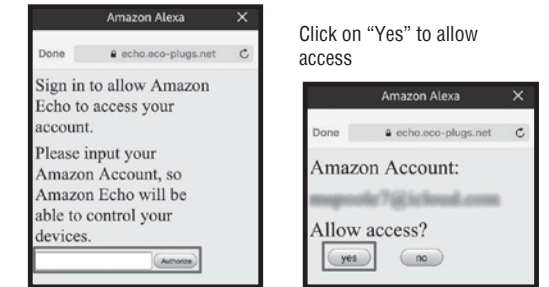 Amazon Alexa ×
Done echo.eco-plugs.net
Sign in to allow Amazon
Echo to access your
account.
Please input your
Amazon Account, so
Amazon Echo will be
able to control your
devices.
Authorize
Click on “Yes” to allow
access
Amazon Alexa ×
Done echo.eco-plugs.net
Amazon Account:
Allow access?
yes no